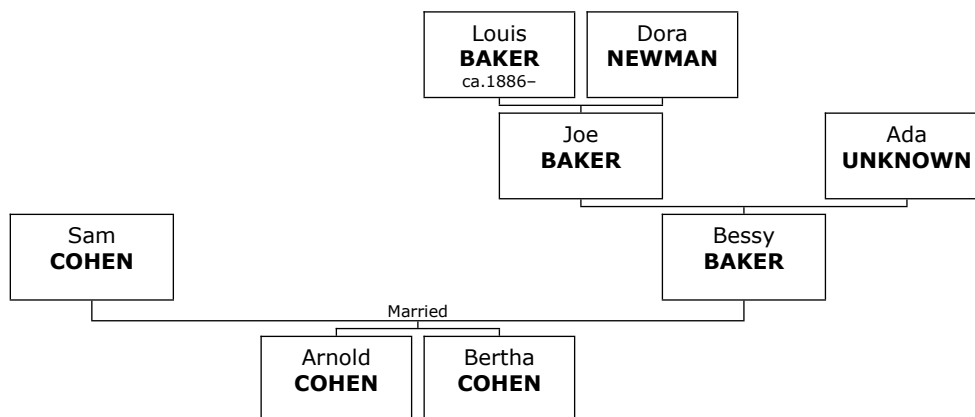 Louis
BAKER
ca.1886–
Dora
NEWMAN
Joe
BAKER
Ada
UNKNOWN
Sam
COHEN
Bessy
BAKER
Married
Arnold
COHEN
Bertha
COHEN